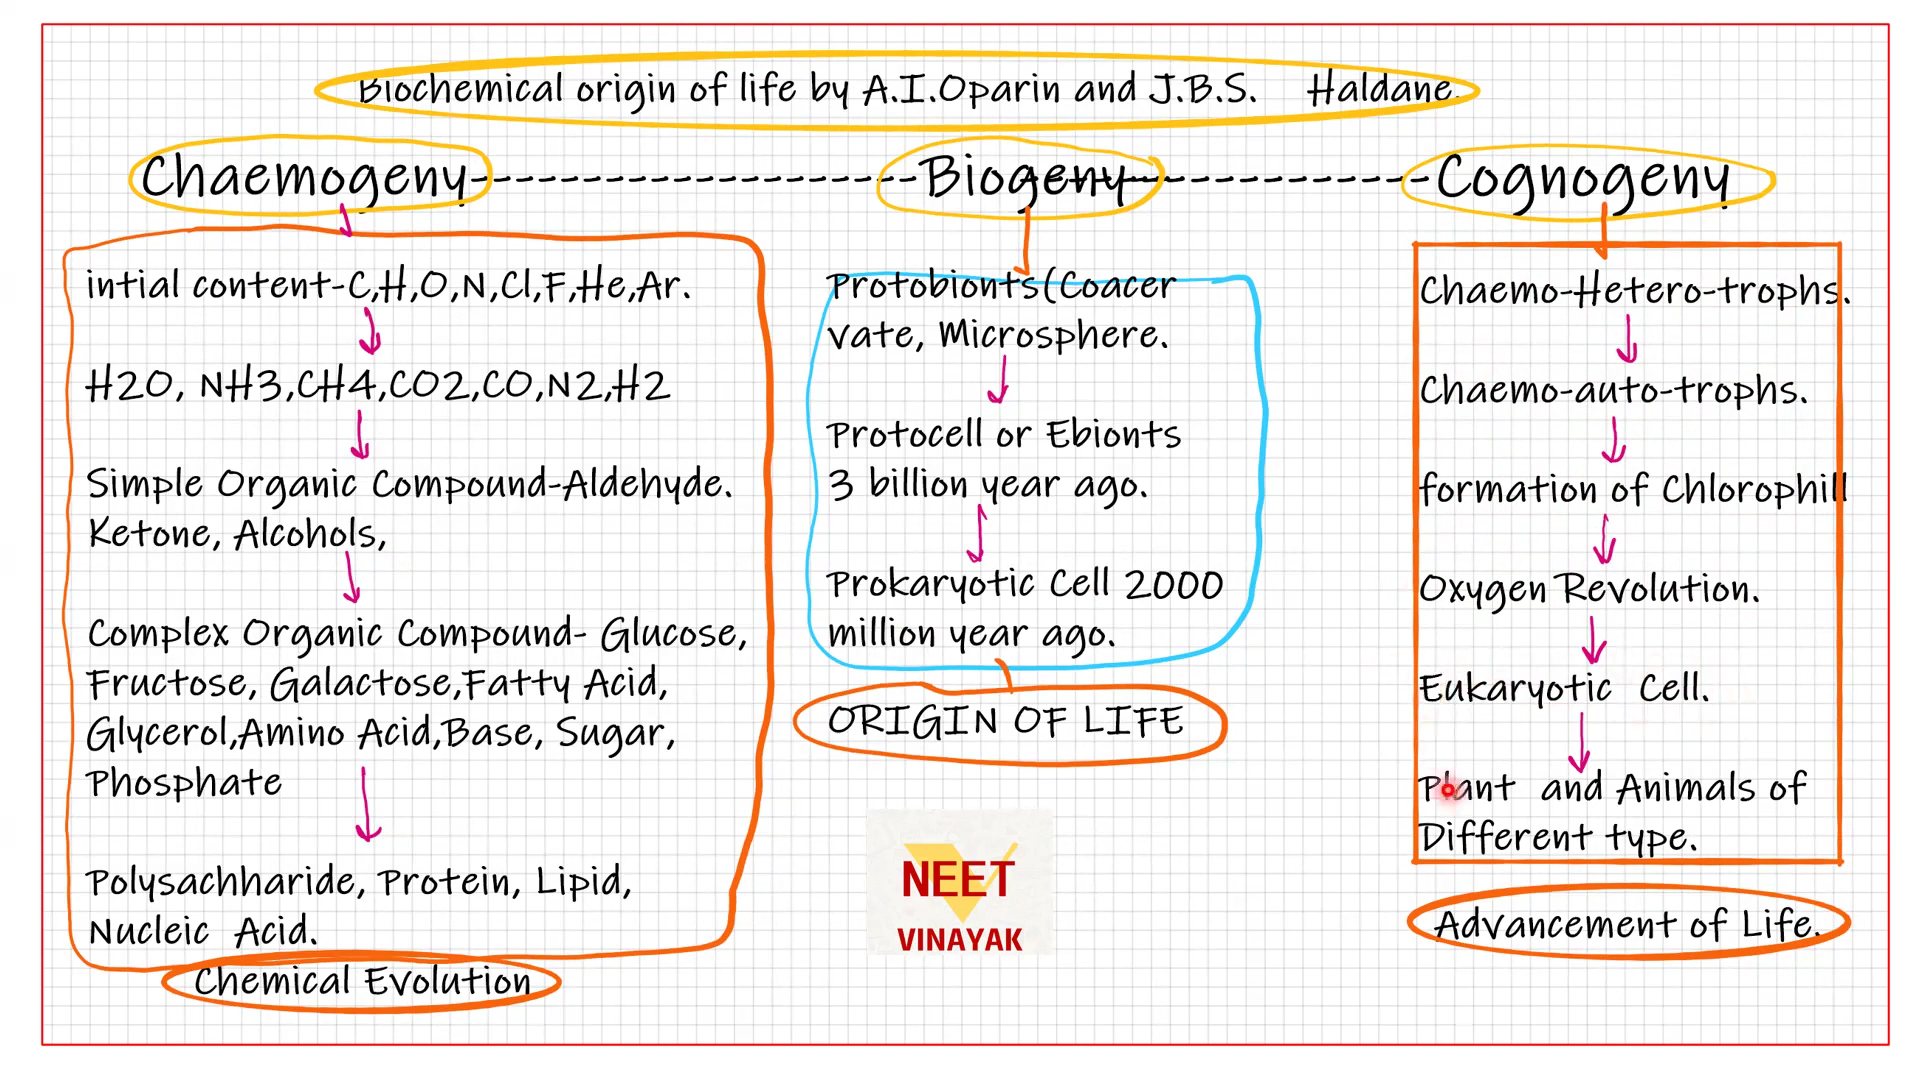 Biochemical origin of life by A.I.Oparin and J.B.S. Haldane.
Chaemogeny------------------Biogeny-----------Cognogeny
intial content-C,H,O,N,Cl,F,He,Ar.
H2O, NH3,CH4,CO2,CO,N2,H2
Simple Organic Compound-Aldehyde.
Ketone, Alcohols,
Complex Organic Compound- Glucose,
Fructose, Galactose,Fatty Acid,
Glycerol,Amino Acid,Base, Sugar,
Phosphate
Polysachharide, Protein, Lipid,
Nucleic Acid.
Chemical Evolution
Protobionts(Coacer
vate, Microsphere.
Protocell or Ebionts
3 billion year ago.
Prokaryotic Cell 2000
million year ago.
ORIGIN OF LIFE
NEET
VINAYAK
Chaemo-Hetero-trophs.
Chaemo-auto-trophs.
formation of Chlorophill
Oxygen Revolution.
Eukaryotic Cell.
Plant and Animals of
Different type.
Advancement of Life.